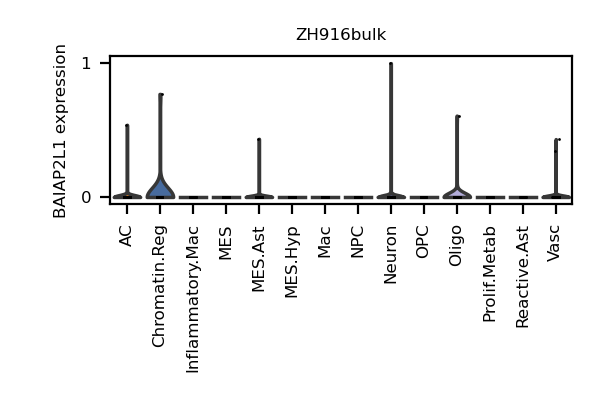 ZH916bulk
BAIAP2L1 expression
1
0
AC
Chromatin.Reg
Inflammatory.Mac
MES
MES.Ast
MES.Hyp
Mac
NPC
Neuron
OPC
Oligo
Prolif.Metab
Reactive.Ast
Vasc